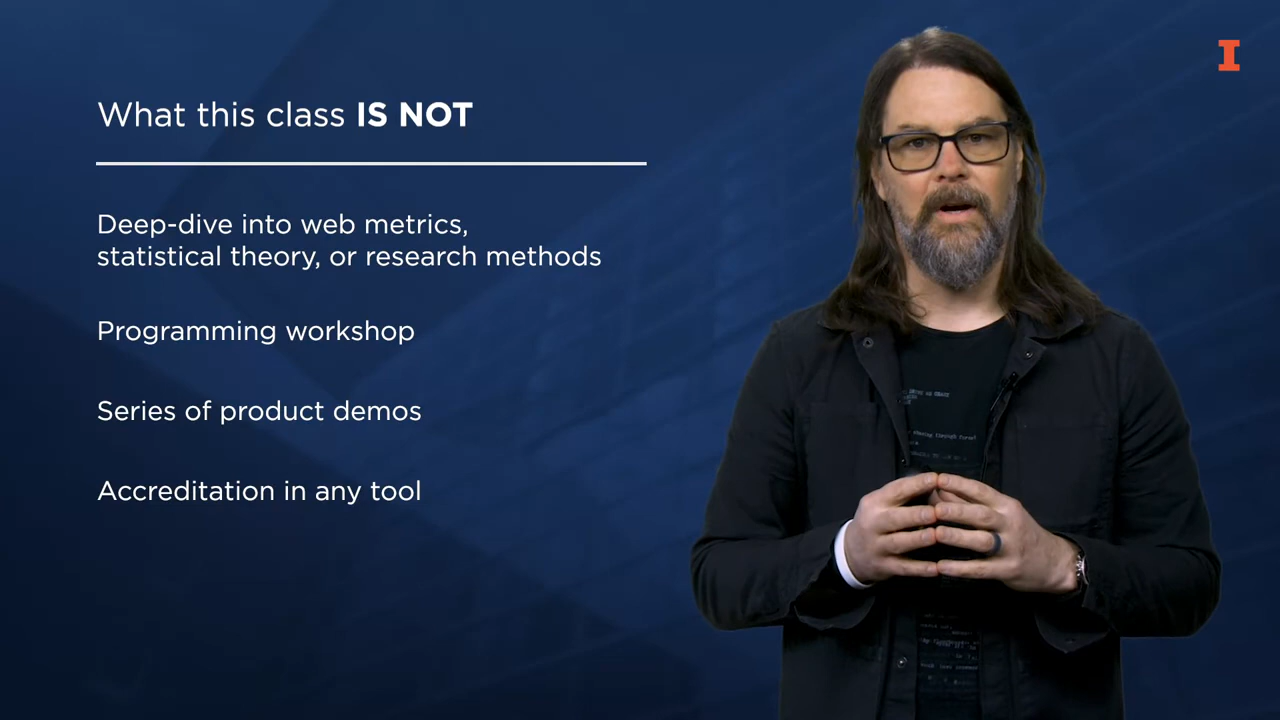 What this class IS NOT
Deep-dive into web metrics,
statistical theory, or research methods
Programming workshop
Series of product demos
Accreditation in any tool
I